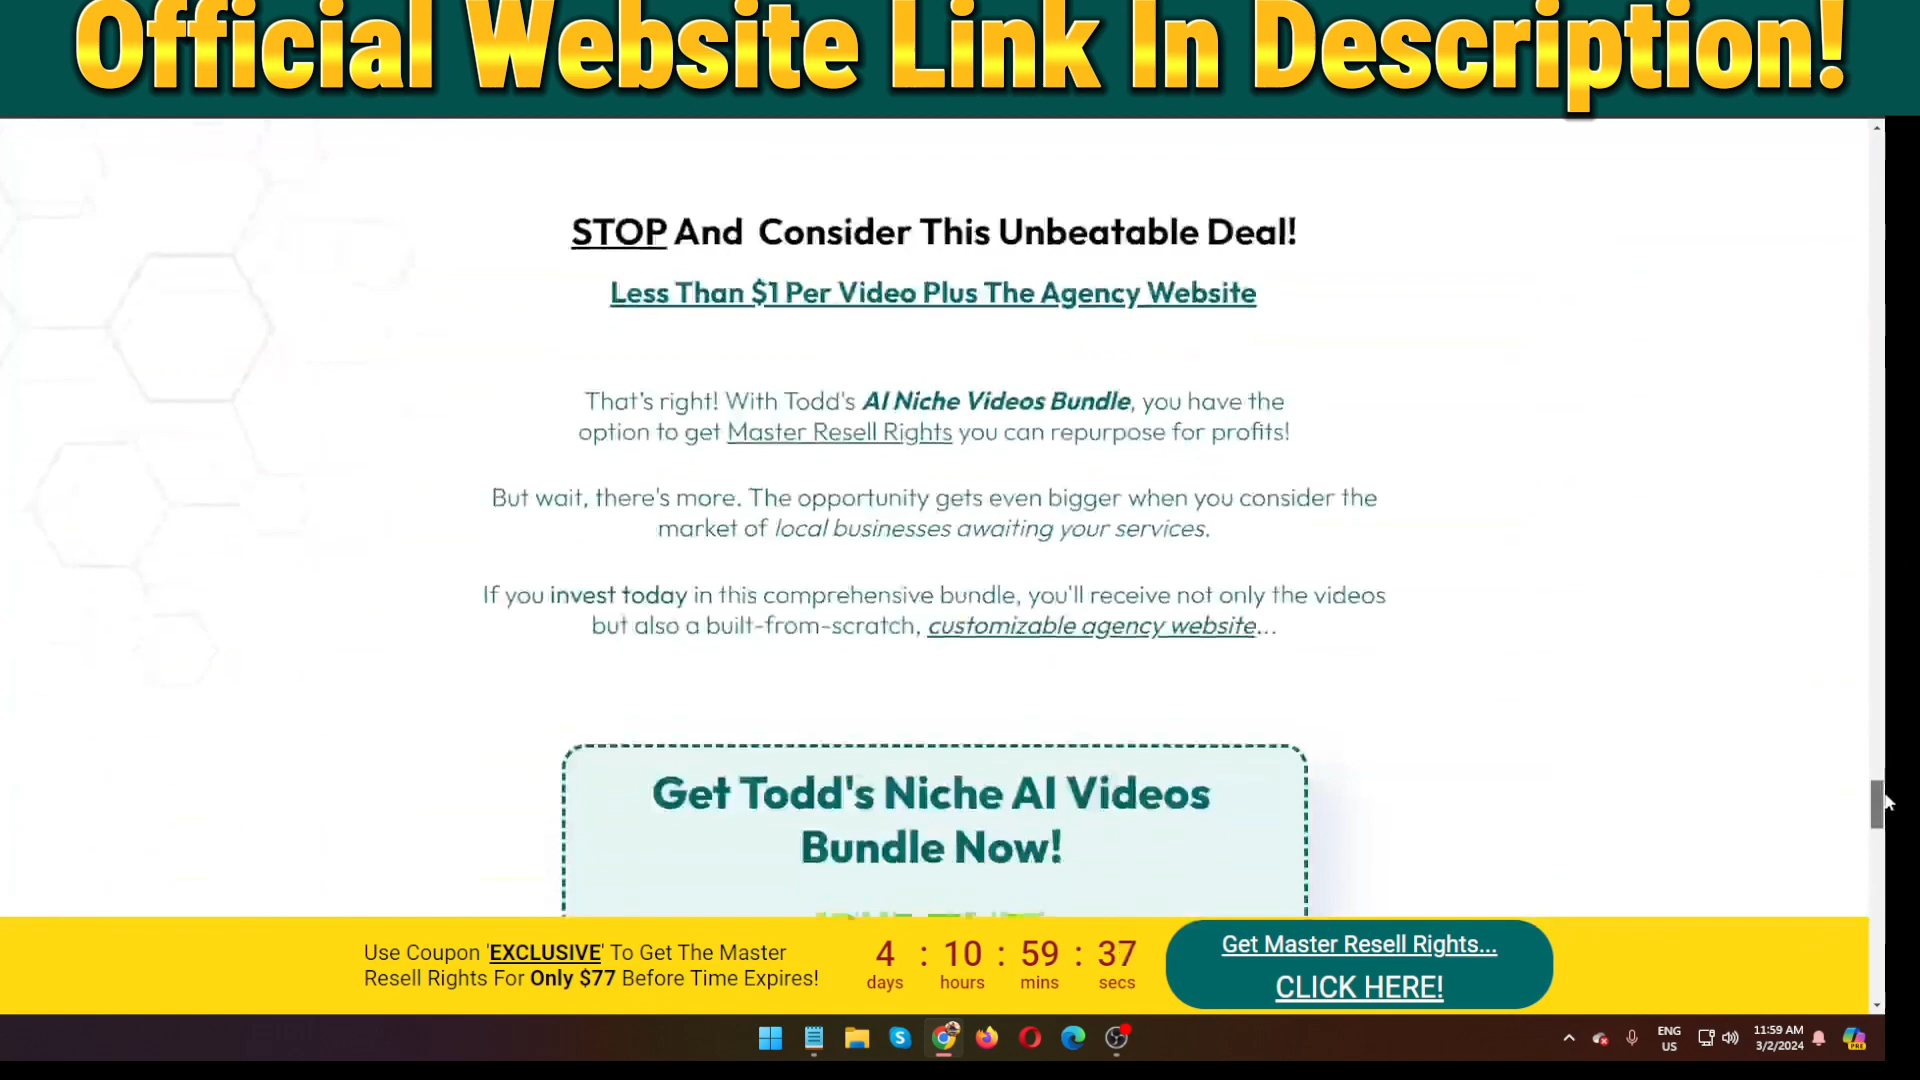 Official Website Link In Description!
STOP And Consider This Unbeatable Deal!
Less Than $1 Per Video Plus The Agency Website
That's right! With Todd's AI Niche Videos Bundle, you have the
option to get Master Resell Rights you can repurpose for profits!
But wait, there's more. The opportunity gets even bigger when you consider the
market of local businesses awaiting your services.
If you invest today in this comprehensive bundle, you'll receive not only the videos
but also a built-from-scratch, customizable agency website...
Get Todd's Niche AI Videos
Bundle Now!
Use Coupon 'EXCLUSIVE' To Get The Master
Resell Rights For Only $77 Before Time Expires!
4 : 10 : 59 : 37
days hours mins secs
Get Master Resell Rights...
CLICK HERE!
ENG
US
11:59 AM
3/2/2024